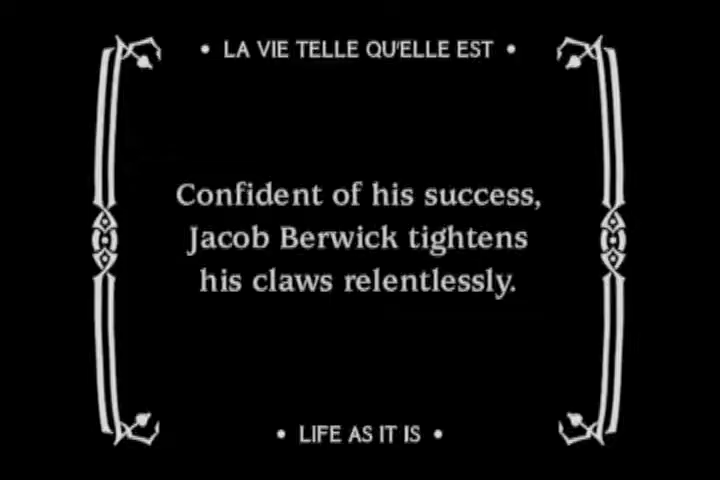 • LA VIE TELLE QU'ELLE EST •
Confident of his success,
Jacob Berwick tightens
his claws relentlessly.
• LIFE AS IT IS •